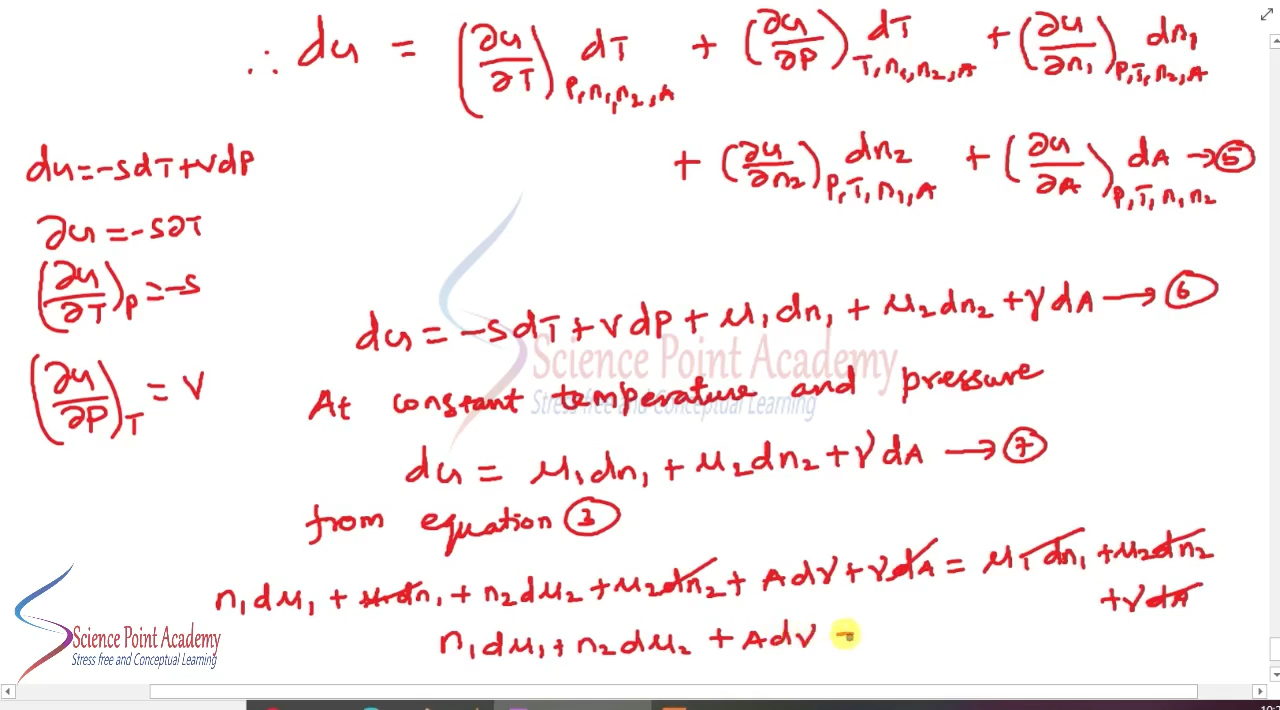 ∴ dG = (∂G/∂T)P,n1,n2,A dT + (∂G/∂P)T,n1,n2,A dT + (∂G/∂n1)P,T,n2,A dn1
+ (∂G/∂n2)P,T,n1,A dn2 + (∂G/∂A)P,T,n1,n2 dA → 5
dG = -SdT + VdP
∂G = -S∂T
(∂G/∂T)P = -S
(∂G/∂P)T = V
dG = -SdT + VdP + μ1dn1 + μ2dn2 + γdA → 6
Science Point Academy
Stress free and Conceptual Learning
At constant temperature and pressure
dG = μ1dn1 + μ2dn2 + γdA → 7
from equation 3
n1dμ1 + μ1dn1 + n2dμ2 + μ2dn2 + Adγ + γdA = μ1dn1 + μ2dn2
+ γdA
n1dμ1 + n2dμ2 + Adγ =
Science Point Academy
Stress free and Conceptual Learning